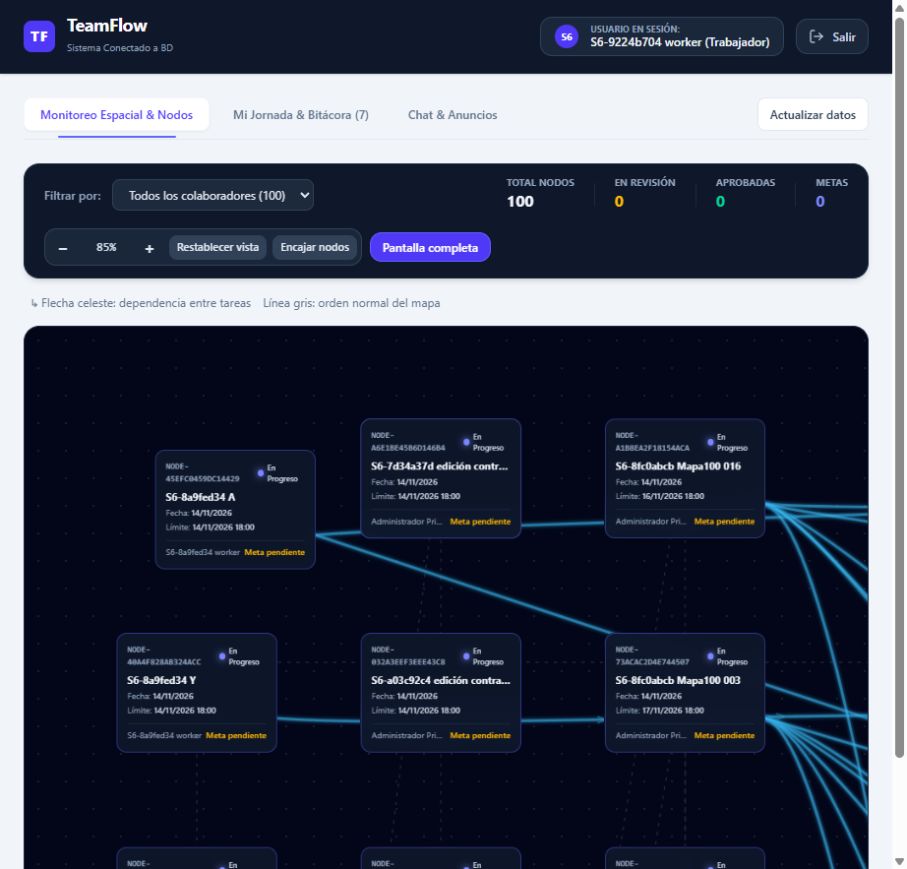 TF
TeamFlow
Sistema Conectado a BD
S6
USUARIO EN SESIÓN:
S6-9224b704 worker (Trabajador)
Salir
Monitoreo Espacial & Nodos
Mi Jornada & Bitácora (7)
Chat & Anuncios
Actualizar datos
Filtrar por:
Todos los colaboradores (100)
TOTAL NODOS
100
EN REVISIÓN
0
APROBADAS
0
METAS
0
− 85% +
Restablecer vista
Encajar nodos
Pantalla completa
↳ Flecha celeste: dependencia entre tareas
Línea gris: orden normal del mapa
NODE-
45EFC0459DC14429
En
Progreso
S6-8a9fed34 A
Fecha: 14/11/2026
Límite: 14/11/2026 18:00
S6-8a9fed34 worker
Meta pendiente
NODE-
A6E1BE45B6D146B4
En
Progreso
S6-7d34a37d edición contr...
Fecha: 14/11/2026
Límite: 14/11/2026 18:00
Administrador Pri...
Meta pendiente
NODE-
A1B8EA2F18154ACA
En
Progreso
S6-8fc0abcb Mapa100 016
Fecha: 14/11/2026
Límite: 16/11/2026 18:00
Administrador Pri...
Meta pendiente
NODE-
40A4F828AB324ACC
En
Progreso
S6-8a9fed34 Y
Fecha: 14/11/2026
Límite: 14/11/2026 18:00
S6-8a9fed34 worker
Meta pendiente
NODE-
032A3EEF3EEE43C8
En
Progreso
S6-a03c92c4 edición contra...
Fecha: 14/11/2026
Límite: 14/11/2026 18:00
Administrador Pri...
Meta pendiente
NODE-
73ACAC2D4E744507
En
Progreso
S6-8fc0abcb Mapa100 003
Fecha: 14/11/2026
Límite: 17/11/2026 18:00
Administrador Pri...
Meta pendiente
NODE-
En
NODE-
En
NODE-
En